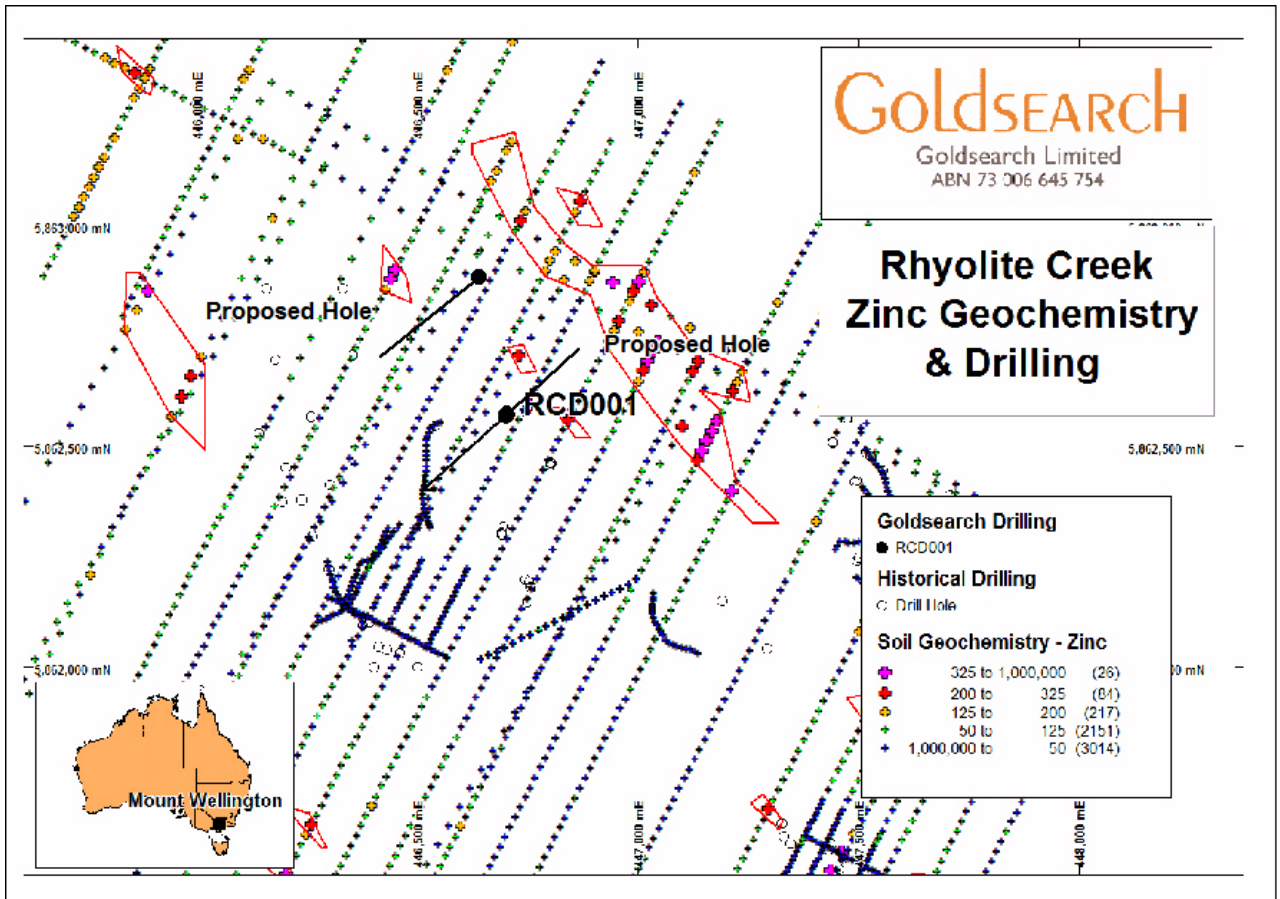 446,000 mE
446,500 mE
447,000 mE
GOLDSEARCH
Goldsearch Limited
ABN 73 006 645 754
5,863,000 mN
Rhyolite Creek
Zinc Geochemistry
& Drilling
Proposed Hole
Proposed Hole
RCD001
5,862,500 mN
5,862,500 mN
Goldsearch Drilling
RCD001
Historical Drilling
Drill Hole
Soil Geochemistry - Zinc
325 to 1,000,000 (26)
200 to 325 (84)
125 to 200 (217)
50 to 125 (2151)
1,000,000 to 50 (3014)
5,862,000 mN
Mount Wellington
446,500 mE
447,000 mE
447,500 mE
448,000 mE